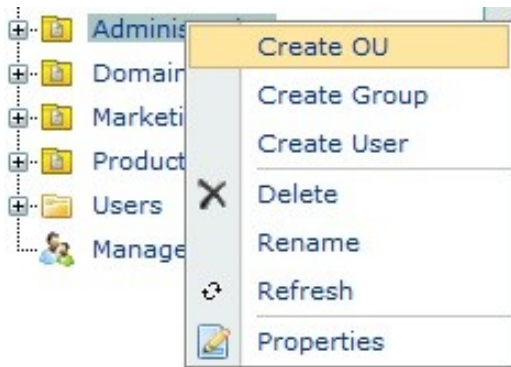 Adminis
Domain
Marketi
Product
Users
Manage
Create OU
Create Group
Create User
Delete
Rename
Refresh
Properties